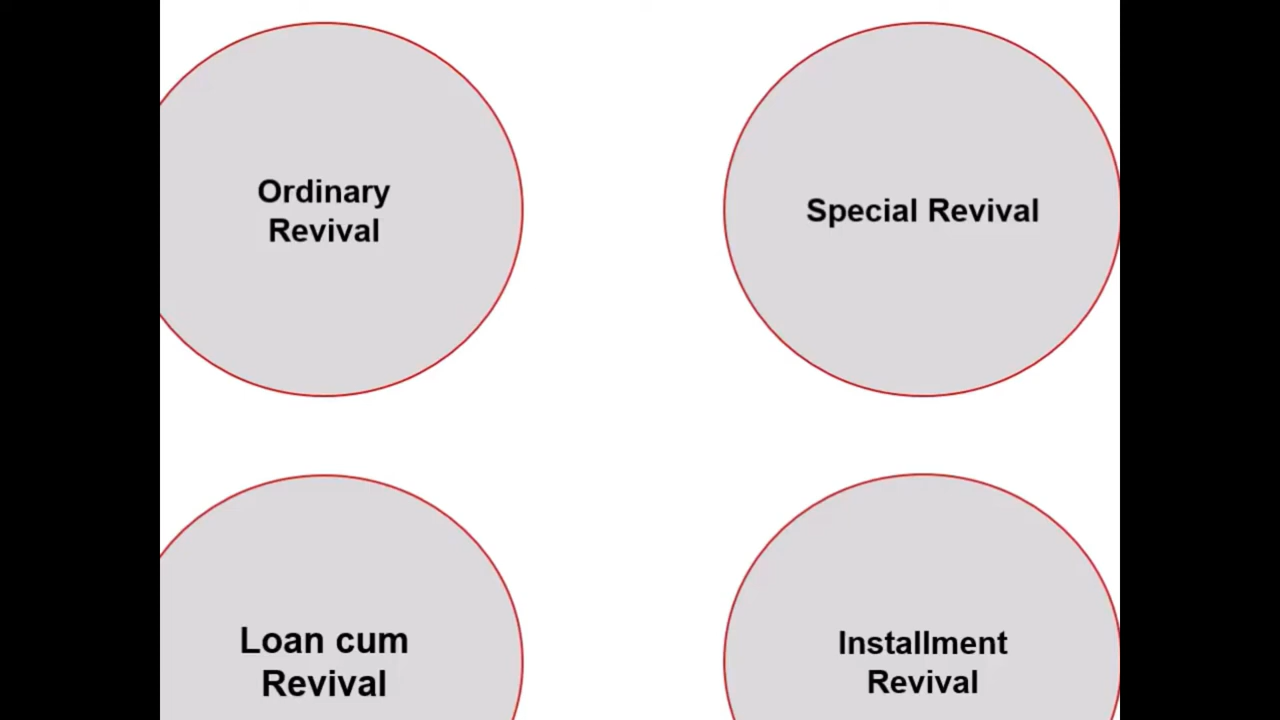 Ordinary
Revival
Special Revival
Loan cum
Revival
Installment
Revival